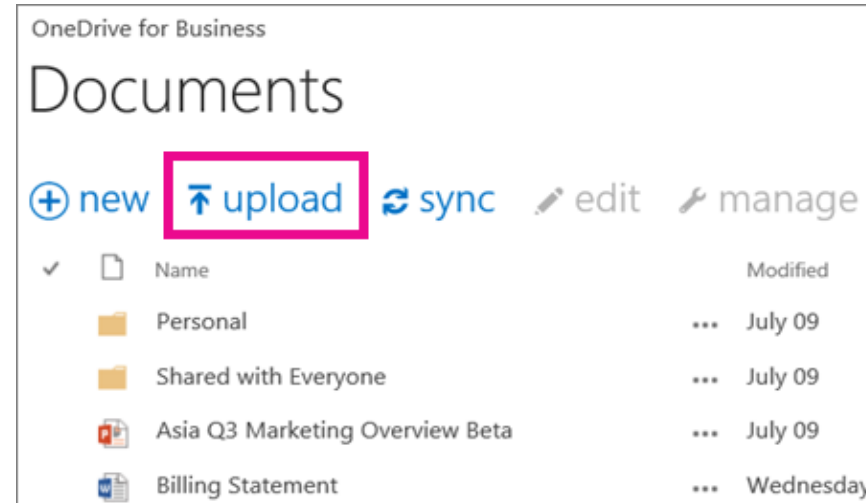 OneDrive for Business
Documents
new upload sync edit manage
Name Modified
Personal ... July 09
Shared with Everyone ... July 09
Asia Q3 Marketing Overview Beta ... July 09
Billing Statement ... Wednesday